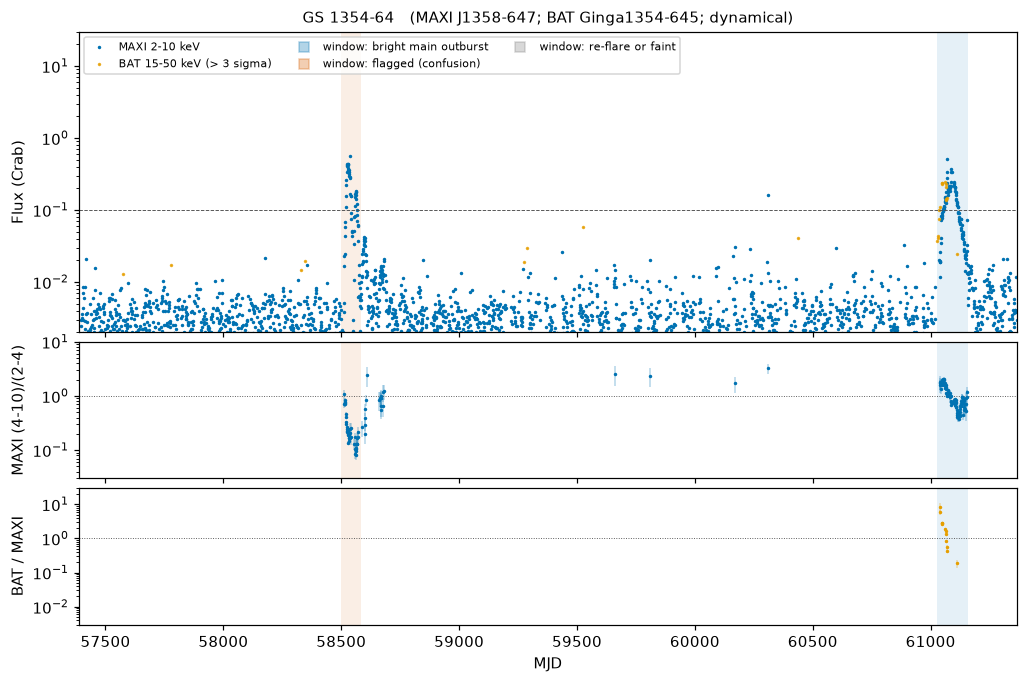 GS 1354-64 (MAXI J1358-647; BAT Ginga1354-645; dynamical)
MAXI 2-10 keV
BAT 15-50 keV (> 3 sigma)
window: bright main outburst
window: flagged (confusion)
window: re-flare or faint
Flux (Crab)
10¹
10⁰
10⁻¹
10⁻²
MAXI (4-10)/(2-4)
10¹
10⁰
10⁻¹
BAT / MAXI
10¹
10⁰
10⁻¹
10⁻²
57500 58000 58500 59000 59500 60000 60500 61000
MJD